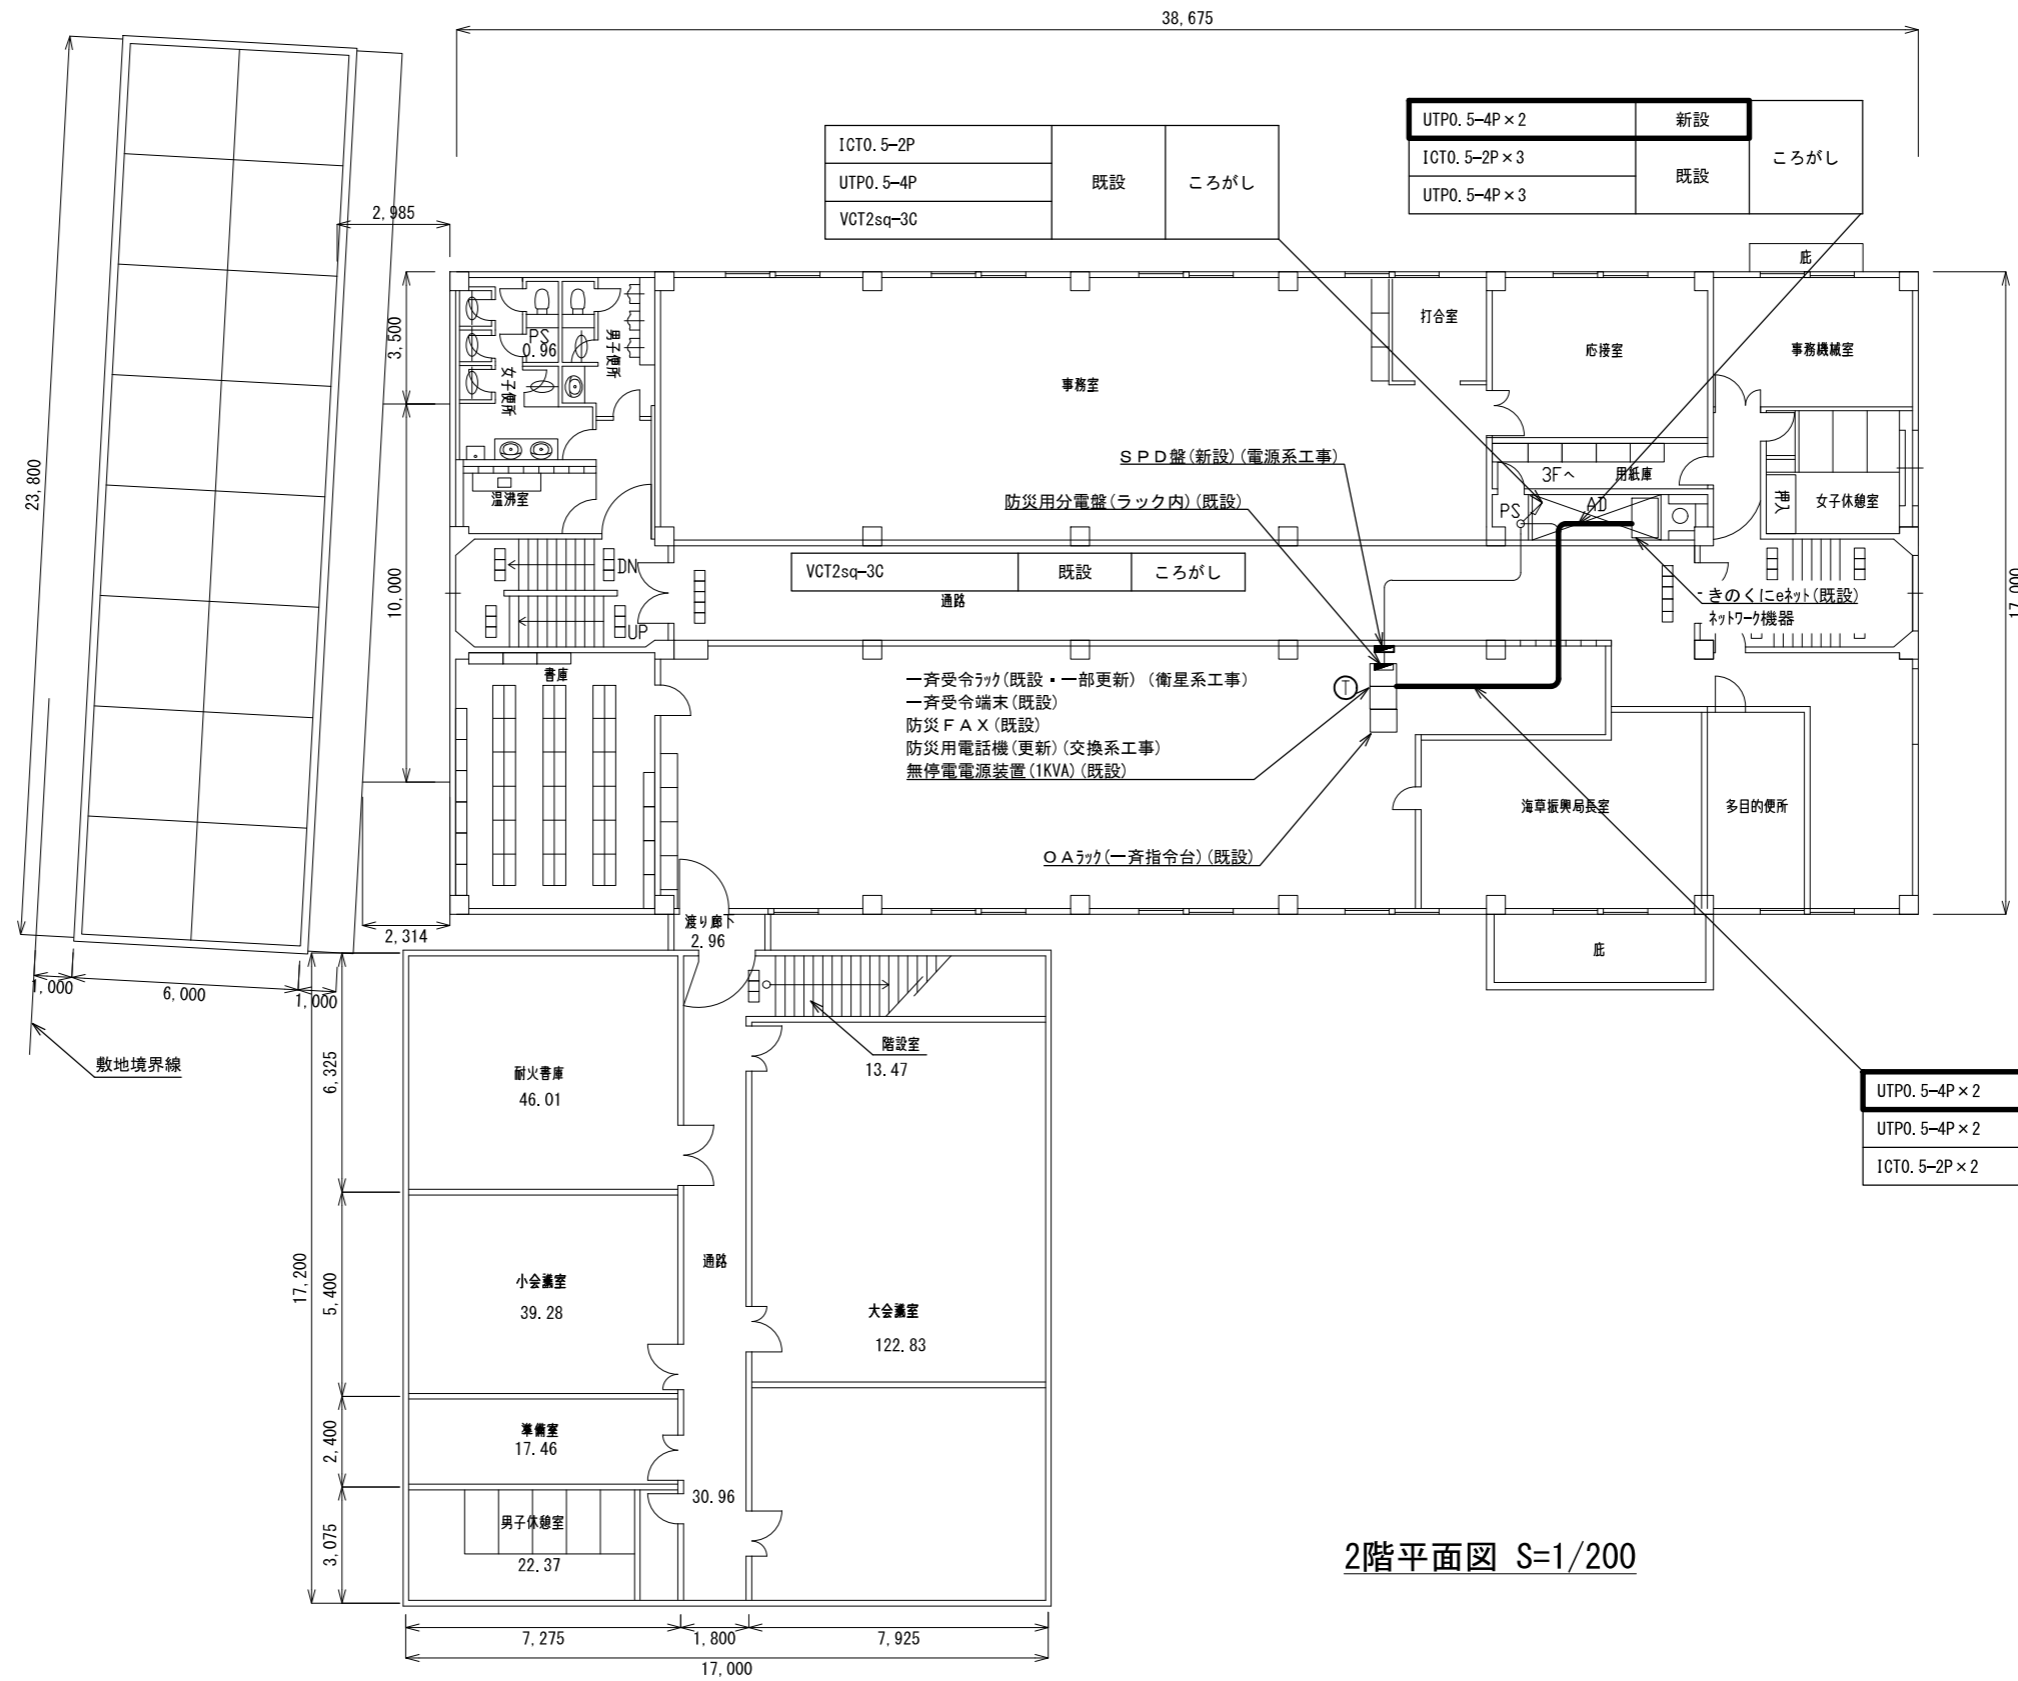 38,675
UTP0.5-4P×2 新設
ICT0.5-2P×3 既設 ころがし
UTP0.5-4P×3
ICT0.5-2P
UTP0.5-4P 既設 ころがし
VCT2sq-3C
2,985
庇
3,500
PS
0.96
男子便所
女子便所
打合室
応接室
事務機械室
事務室
23,800
10,000
17,000
湯沸室
SPD盤(新設)(電源系工事)
防災用分電盤(ラック内)(既設)
3Fへ
用紙庫
PS
AD
押入
女子休憩室
DN
UP
VCT2sq-3C 既設 ころがし
通路
きのくにeネット(既設)
ネットワーク機器
書庫
一斉受令ラック(既設・一部更新)(衛星系工事)
一斉受令端末(既設)
防災FAX(既設)
防災用電話機(更新)(交換系工事)
無停電電源装置(1KVA)(既設)
T
OAラック(一斉指令台)(既設)
海草振興局長室
多目的便所
2,314
渡り廊下
2.96
庇
1,000
6,000
1,000
敷地境界線
階設室
13.47
耐火書庫
46.01
6,325
UTP0.5-4P×2
UTP0.5-4P×2
ICT0.5-2P×2
17,200
5,400
通路
小会議室
39.28
大会議室
122.83
2,400
準備室
17.46
30.96
3,075
男子休憩室
22.37
2階平面図 S=1/200
7,275
1,800
7,925
17,000